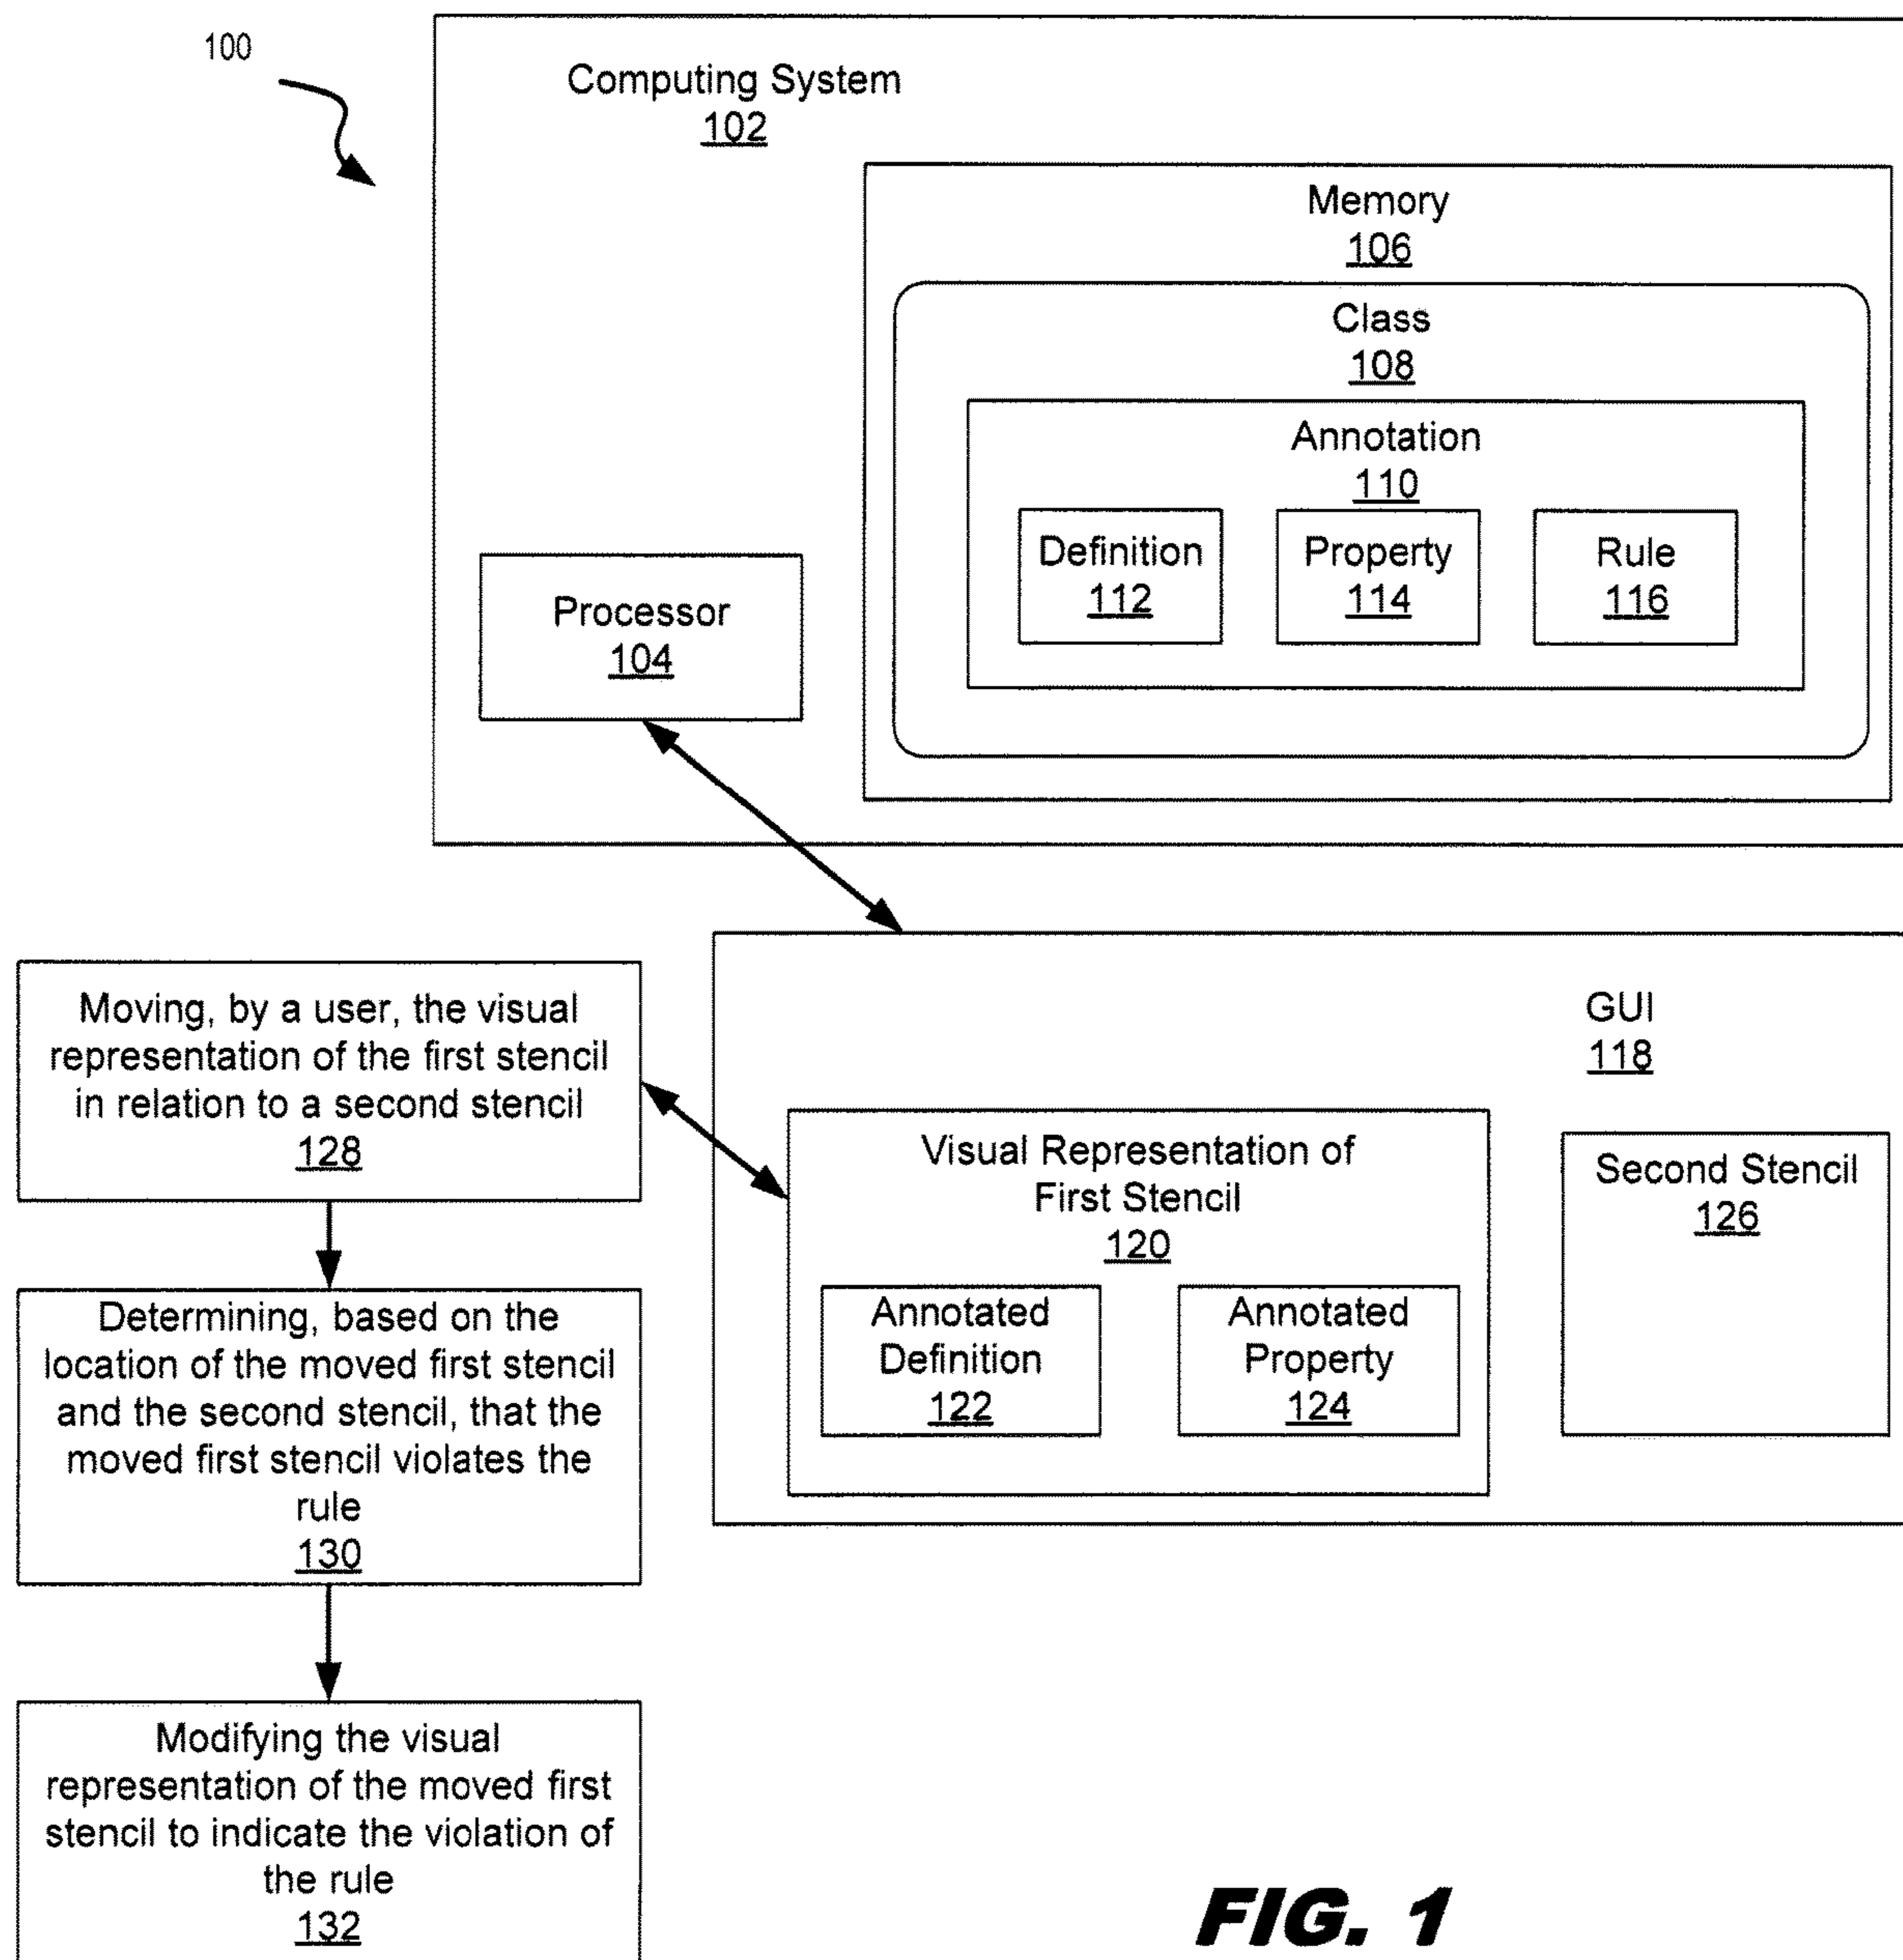 100
Computing System
102
Memory
106
Class
108
Annotation
110
Definition
112
Property
114
Rule
116
Processor
104
GUI
118
Visual Representation of
First Stencil
120
Annotated
Definition
122
Annotated
Property
124
Second Stencil
126
Moving, by a user, the visual
representation of the first stencil
in relation to a second stencil
128
Determining, based on the
location of the moved first stencil
and the second stencil, that the
moved first stencil violates the
rule
130
Modifying the visual
representation of the moved first
stencil to indicate the violation of
the rule
132
FIG. 1